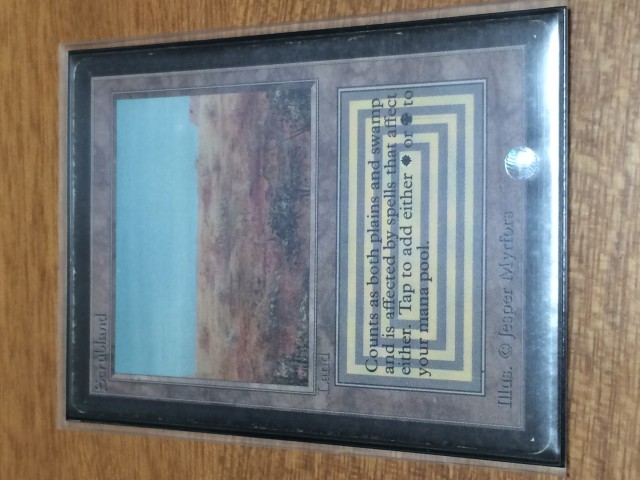 Scrubland
Land
Counts as both plains and swamp
and is affected by spells that affect
either. Tap to add either or to
your mana pool.
Illus. © Jesper Myrfors